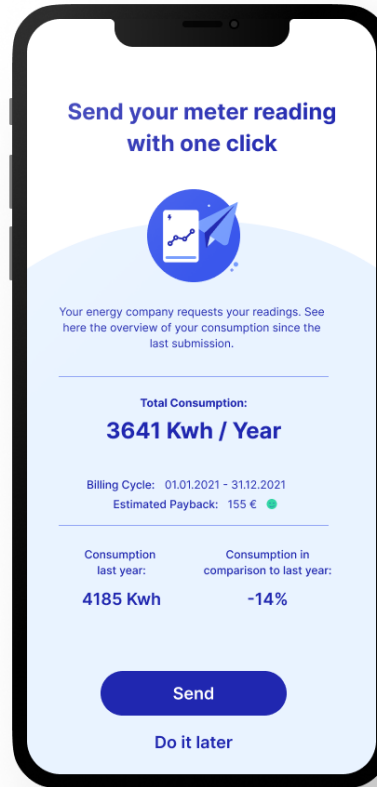 Send your meter reading
with one click
Your energy company requests your readings. See
here the overview of your consumption since the
last submission.
Total Consumption:
3641 Kwh / Year
Billing Cycle: 01.01.2021 - 31.12.2021
Estimated Payback: 155 €
Consumption
last year:
4185 Kwh
Consumption in
comparison to last year:
-14%
Send
Do it later